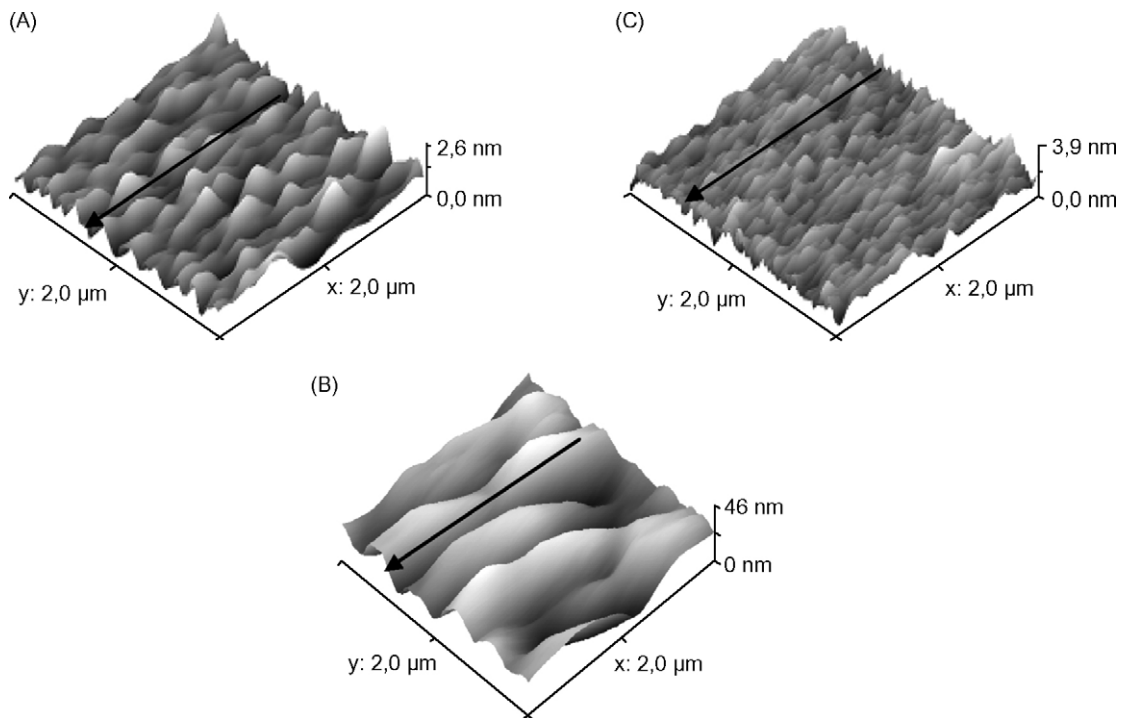 (A)
2,6 nm
0,0 nm
y: 2,0 µm
x: 2,0 µm
(C)
3,9 nm
0,0 nm
y: 2,0 µm
x: 2,0 µm
(B)
46 nm
0 nm
y: 2,0 µm
x: 2,0 µm